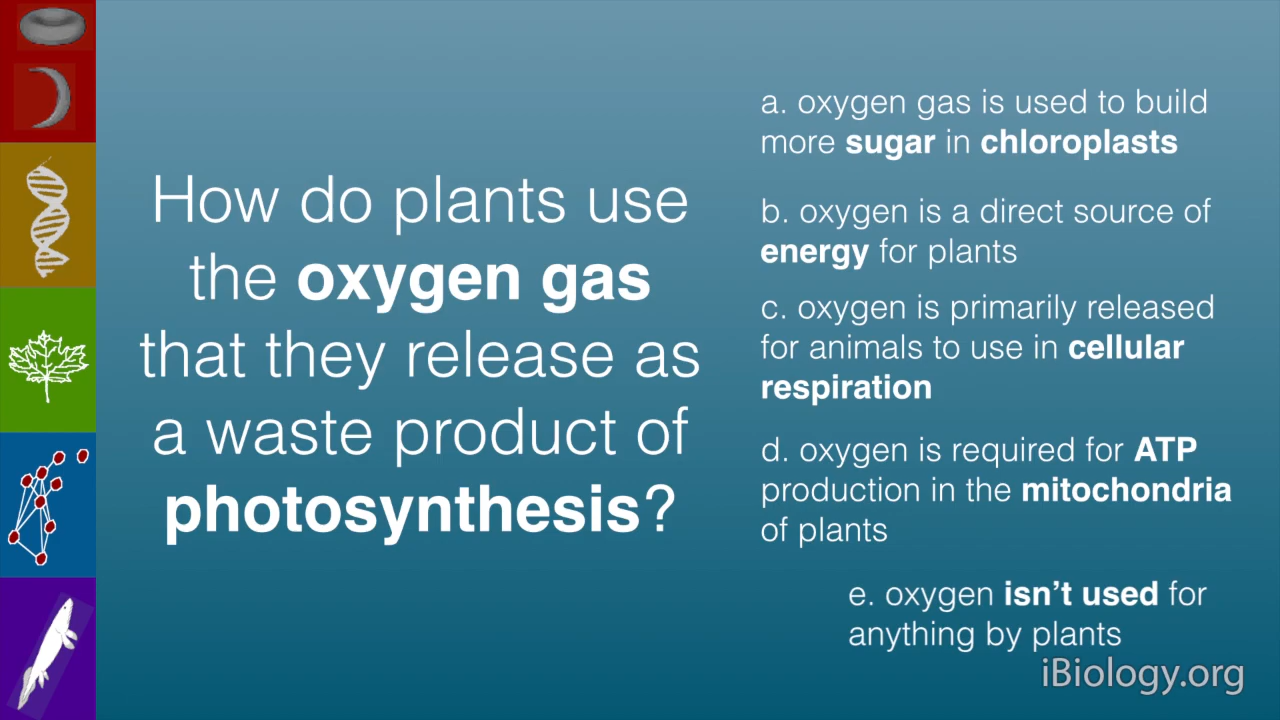 How do plants use
the oxygen gas
that they release as
a waste product of
photosynthesis?
a. oxygen gas is used to build
more sugar in chloroplasts
b. oxygen is a direct source of
energy for plants
c. oxygen is primarily released
for animals to use in cellular
respiration
d. oxygen is required for ATP
production in the mitochondria
of plants
e. oxygen isn’t used for
anything by plants
iBiology.org